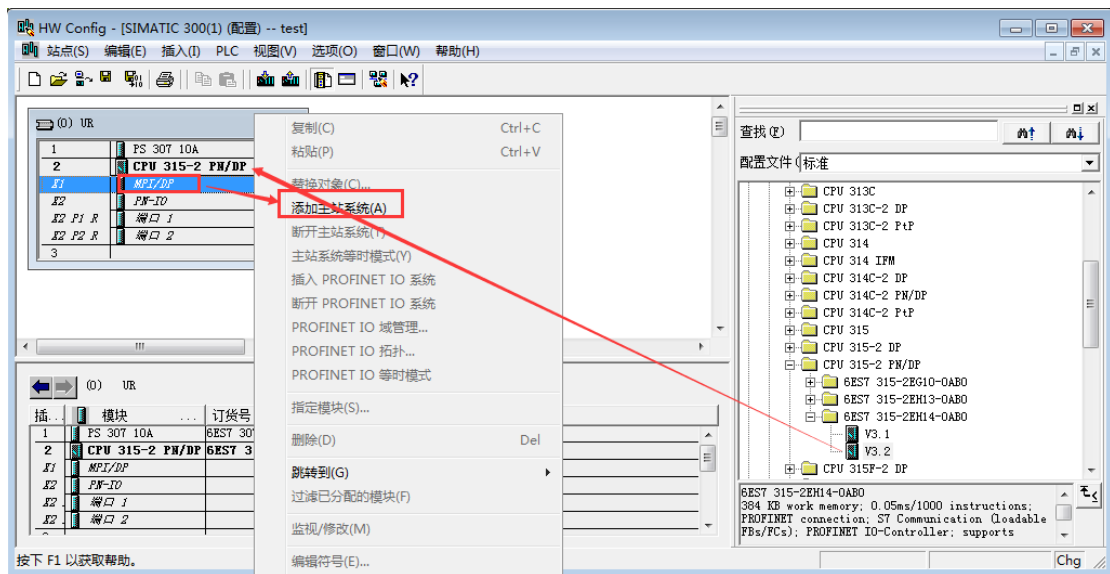 HW Config - [SIMATIC 300(1) (配置) -- test]
站点(S) 编辑(E) 插入(I) PLC 视图(V) 选项(O) 窗口(W) 帮助(H)
(0) UR
1 PS 307 10A
2 CPU 315-2 PN/DP
X1 MPI/DP
X2 PN-IO
X2 P1 R 端口 1
X2 P2 R 端口 2
3
复制(C) Ctrl+C
粘贴(P) Ctrl+V
替换对象(C)...
添加主站系统(A)
断开主站系统(T)
主站系统等时模式(Y)
插入 PROFINET IO 系统
断开 PROFINET IO 系统
PROFINET IO 域管理...
PROFINET IO 拓扑...
PROFINET IO 等时模式
指定模块(S)...
删除(D) Del
跳转到(G)
过滤已分配的模块(F)
监视/修改(M)
编辑符号(E)...
查找(F)
配置文件(
标准
CPU 313C
CPU 313C-2 DP
CPU 313C-2 PtP
CPU 314
CPU 314 IFM
CPU 314C-2 DP
CPU 314C-2 PN/DP
CPU 314C-2 PtP
CPU 315
CPU 315-2 DP
CPU 315-2 PN/DP
6ES7 315-2EG10-0AB0
6ES7 315-2EH13-0AB0
6ES7 315-2EH14-0AB0
V3.1
V3.2
CPU 315F-2 DP
(0) UR
插... 模块 ... 订货号
1 PS 307 10A 6ES7 30
2 CPU 315-2 PN/DP 6ES7 3
X1 MPI/DP
X2 PN-IO
X2 端口 1
X2 端口 2
6ES7 315-2EH14-0AB0
384 KB work memory; 0.05ms/1000 instructions;
PROFINET connection; S7 Communication (loadable
FBs/FCs); PROFINET IO-Controller; supports
按下 F1 以获取帮助。
Chg